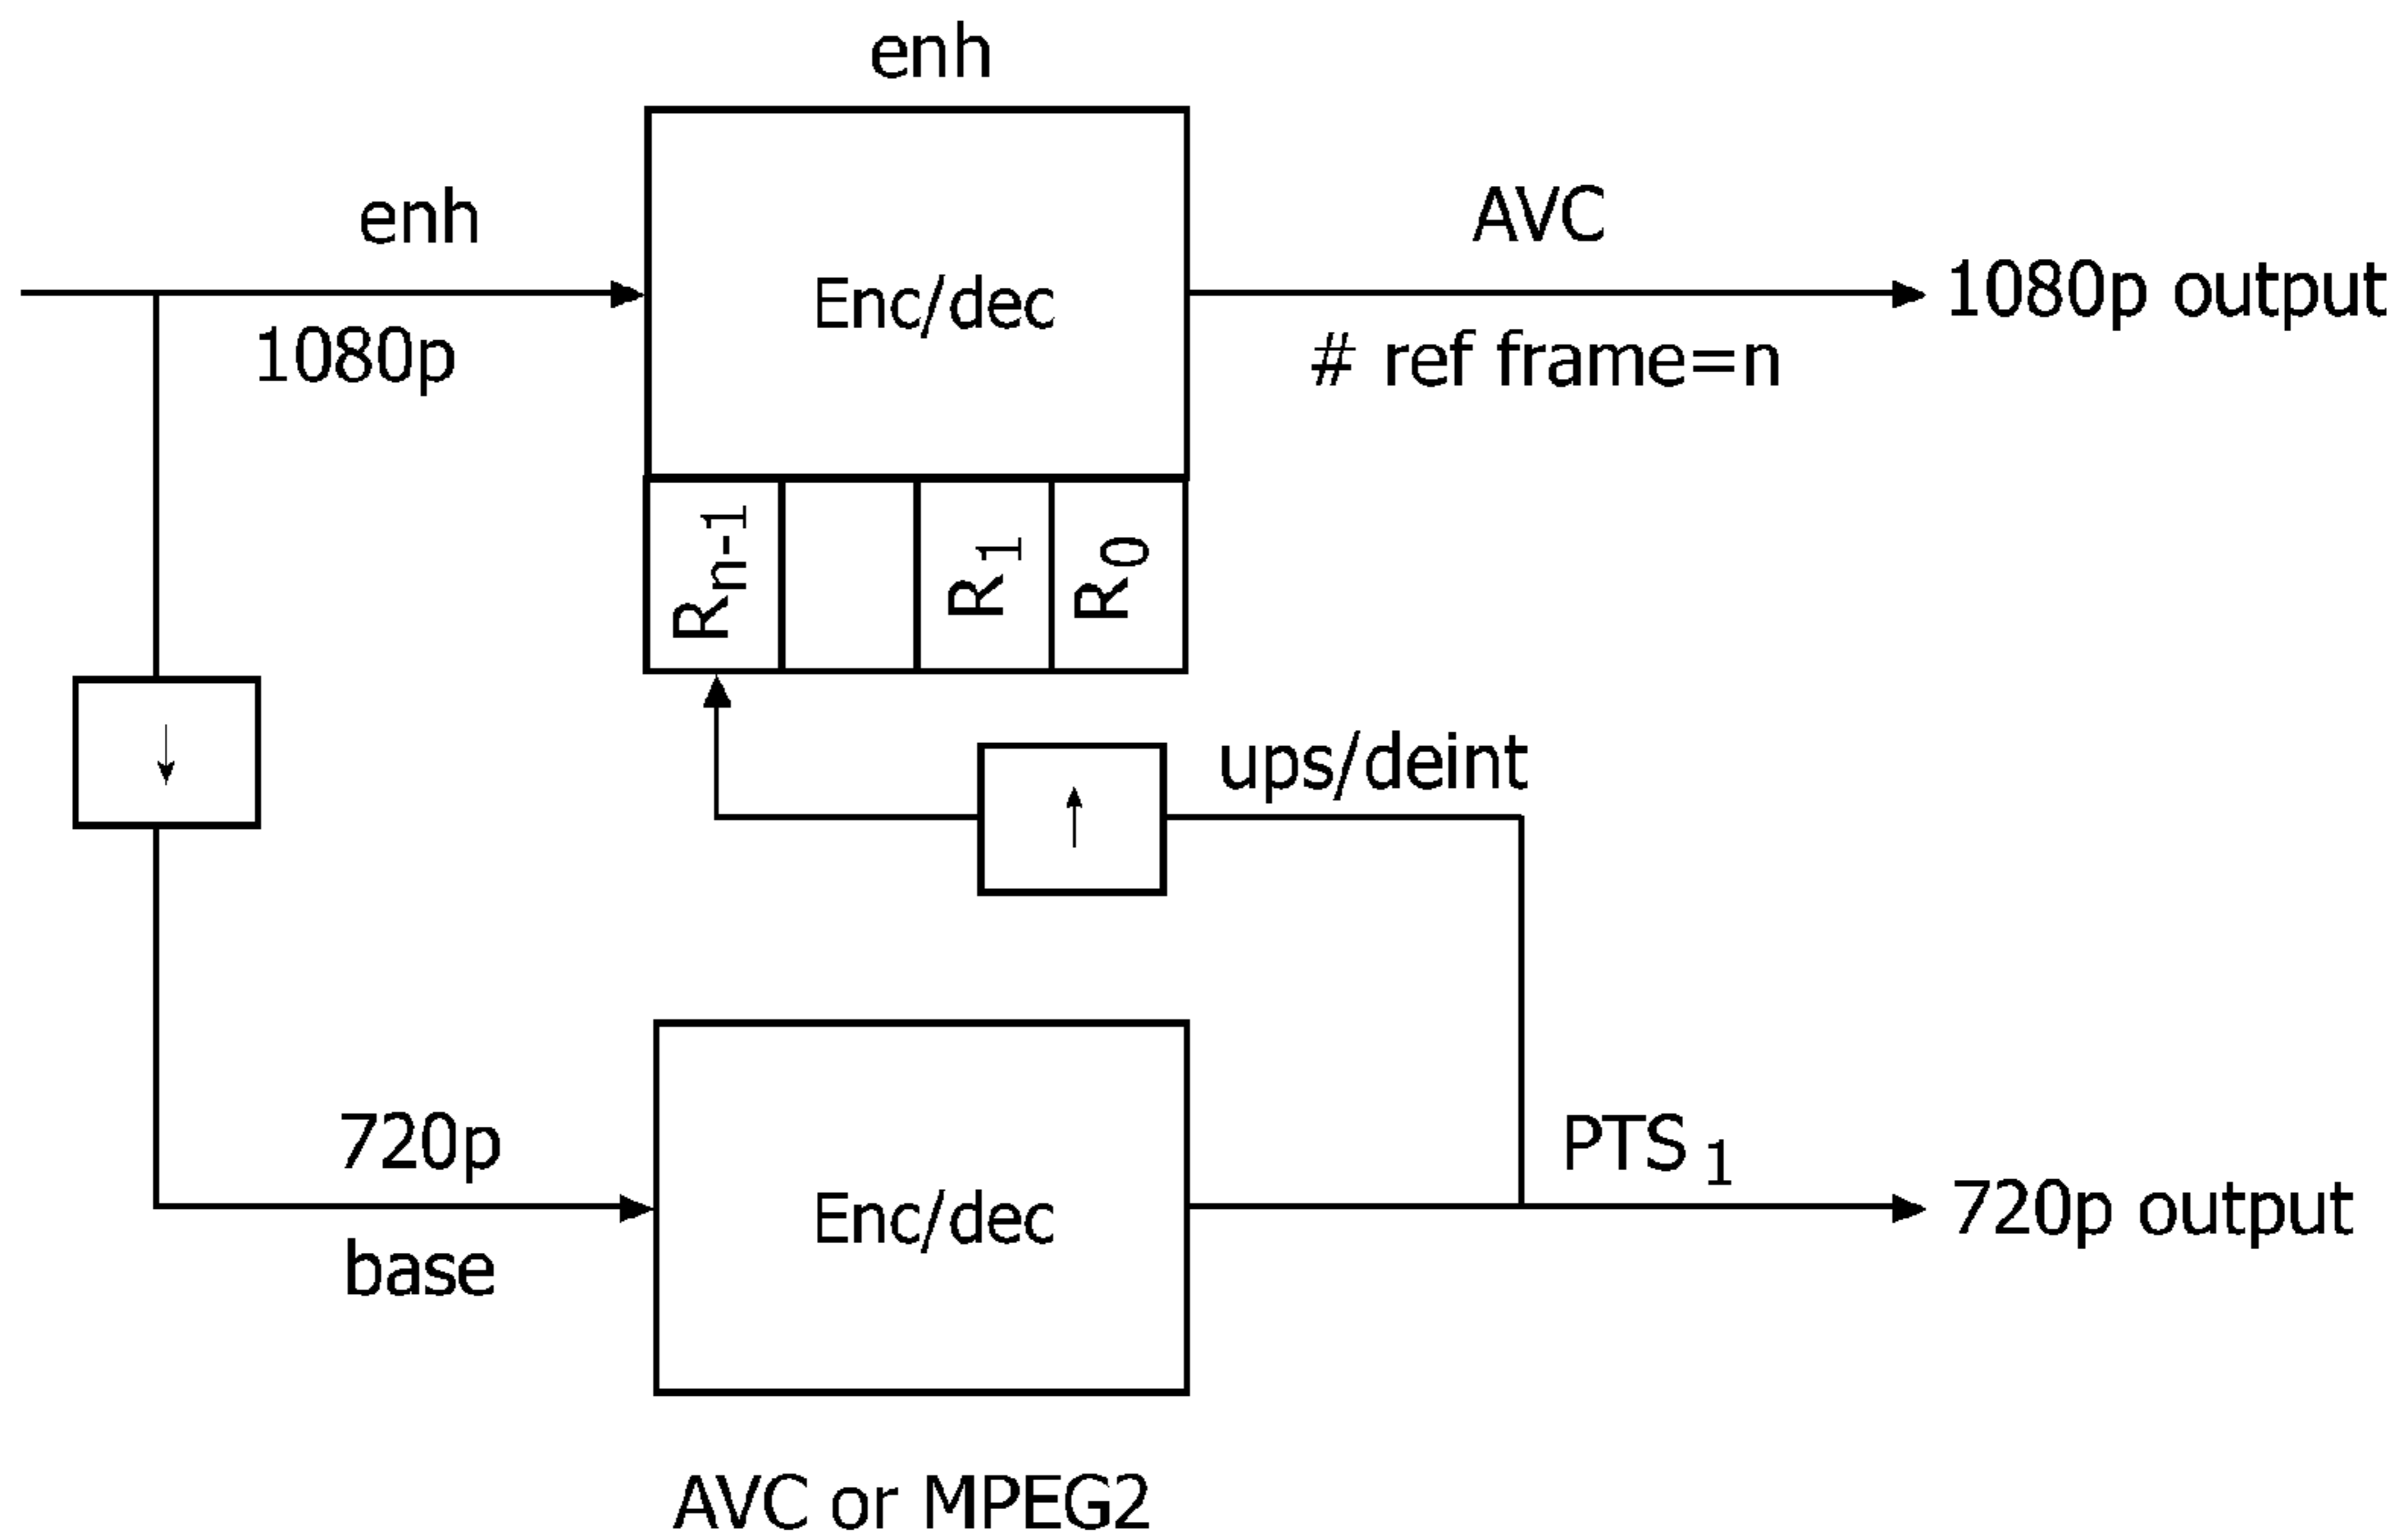 enh
enh
1080p
Enc/dec
AVC
# ref frame=n
1080p output
Rn-1
R1
R0
↓
↑
ups/deint
720p
base
Enc/dec
PTS 1
720p output
AVC or MPEG2